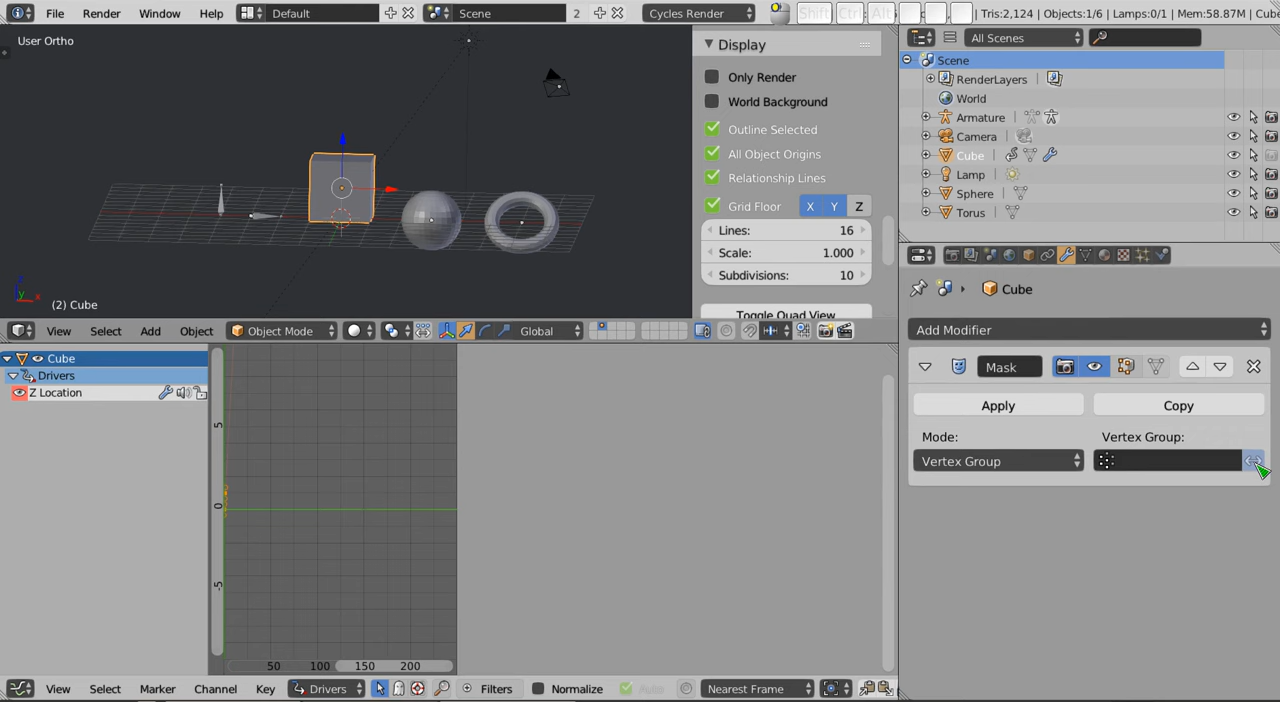 File Render Window Help Default Scene 2 Cycles Render Shift Ctrl Alt Tris:2,124 | Objects:1/6 | Lamps:0/1 | Mem:58.87M | Cube
User Ortho
Display
Only Render
World Background
Outline Selected
All Object Origins
Relationship Lines
Grid Floor X Y Z
Lines: 16
Scale: 1.000
Subdivisions: 10
Toggle Quad View
(2) Cube
z
y
x
View Select Add Object Object Mode Global
All Scenes
Scene
RenderLayers
World
Armature
Camera
Cube
Lamp
Sphere
Torus
Cube
Add Modifier
Mask
Apply Copy
Mode: Vertex Group:
Vertex Group
Cube
Drivers
Z Location
5
0
-5
50 100 150 200
View Select Marker Channel Key Drivers Filters Normalize Auto Nearest Frame